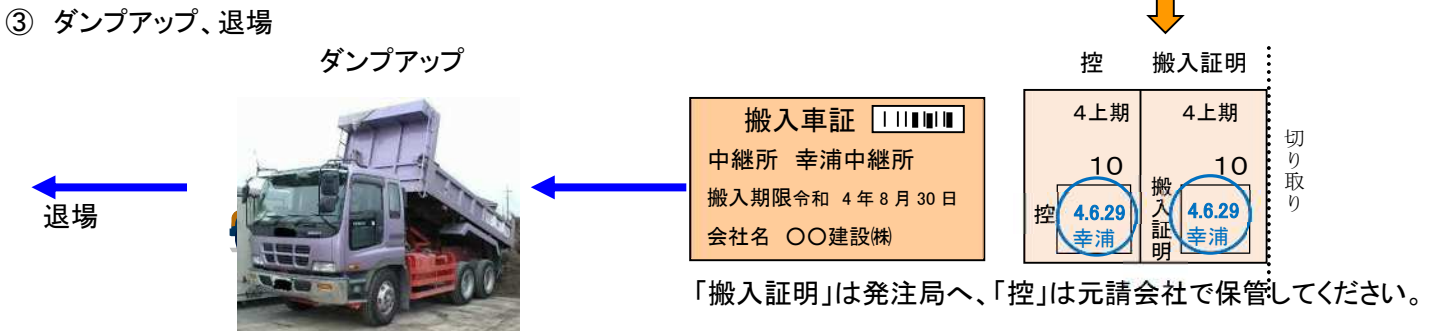 ③ ダンプアップ、退場
ダンプアップ
退場
搬入車証
中継所 幸浦中継所
搬入期限令和 4年8月30日
会社名 〇〇建設㈱
控 搬入証明
4上期 4上期
10 10
控 4.6.29 幸浦
搬入証明 4.6.29 幸浦
切り取り
「搬入証明」は発注局へ、「控」は元請会社で保管してください。